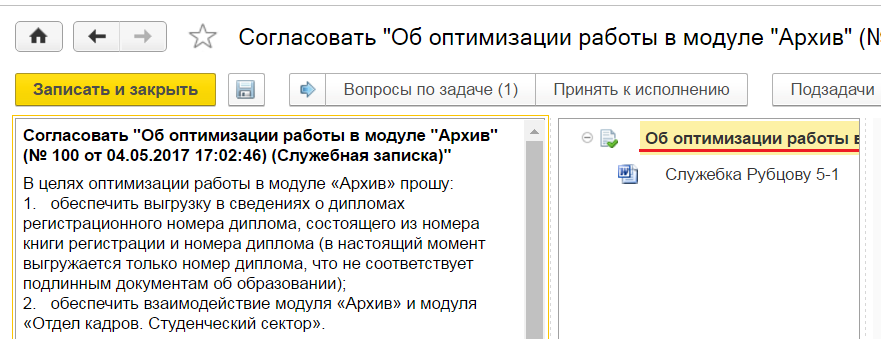 Согласовать "Об оптимизации работы в модуле "Архив" (№
Записать и закрыть
Вопросы по задаче (1)
Принять к исполнению
Подзадачи
Согласовать "Об оптимизации работы в модуле "Архив"
(№ 100 от 04.05.2017 17:02:46) (Служебная записка)"
В целях оптимизации работы в модуле «Архив» прошу:
1. обеспечить выгрузку в сведениях о дипломах
регистрационного номера диплома, состоящего из номера
книги регистрации и номера диплома (в настоящий момент
выгружается только номер диплома, что не соответствует
подлинным документам об образовании);
2. обеспечить взаимодействие модуля «Архив» и модуля
«Отдел кадров. Студенческий сектор».
Об оптимизации работы в
Служебка Рубцову 5-1